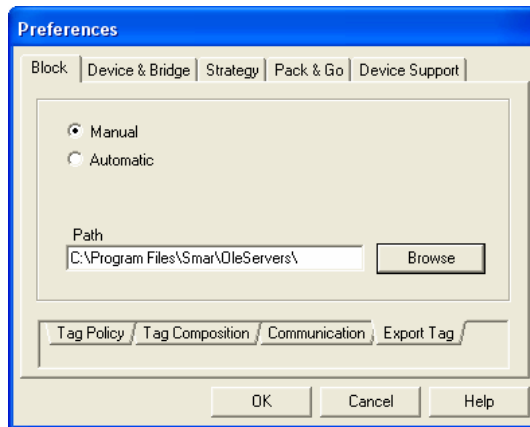 Preferences
Block Device & Bridge Strategy Pack & Go Device Support
Manual
Automatic
Path
C:\Program Files\Smar\OleServers\ Browse
Tag Policy Tag Composition Communication Export Tag
OK Cancel Help